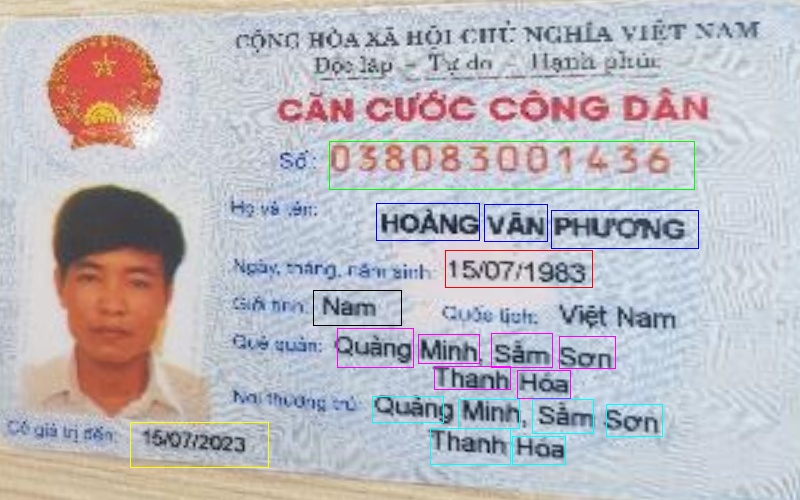 CỘNG HÒA XÃ HỘI CHỦ NGHĨA VIỆT NAM
Độc lập - Tự do - Hạnh phúc
CĂN CƯỚC CÔNG DÂN
Số: 038083001436
Họ và tên: HOÀNG VĂN PHƯƠNG
Ngày, tháng, năm sinh: 15/07/1983
Giới tính: Nam Quốc tịch: Việt Nam
Quê quán: Quảng Minh, Sầm Sơn
Thanh Hóa
Nơi thường trú: Quảng Minh, Sầm Sơn
Thanh Hóa
Có giá trị đến: 15/07/2023